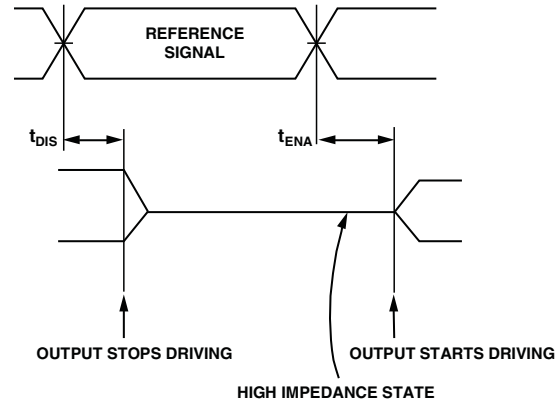 REFERENCE
SIGNAL
tDIS
tENA
OUTPUT STOPS DRIVING
OUTPUT STARTS DRIVING
HIGH IMPEDANCE STATE